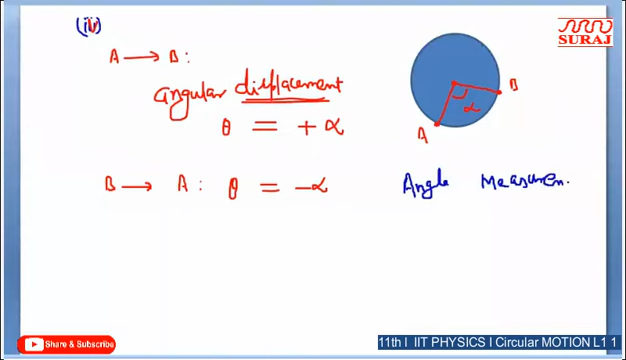 (iv)
A → B:
angular displacement
θ = + α
B → A: θ = -α
A
B
α
Angle Measuremen
SURAJ
Share & Subscribe
11th I IIT PHYSICS I Circular MOTION L1 1